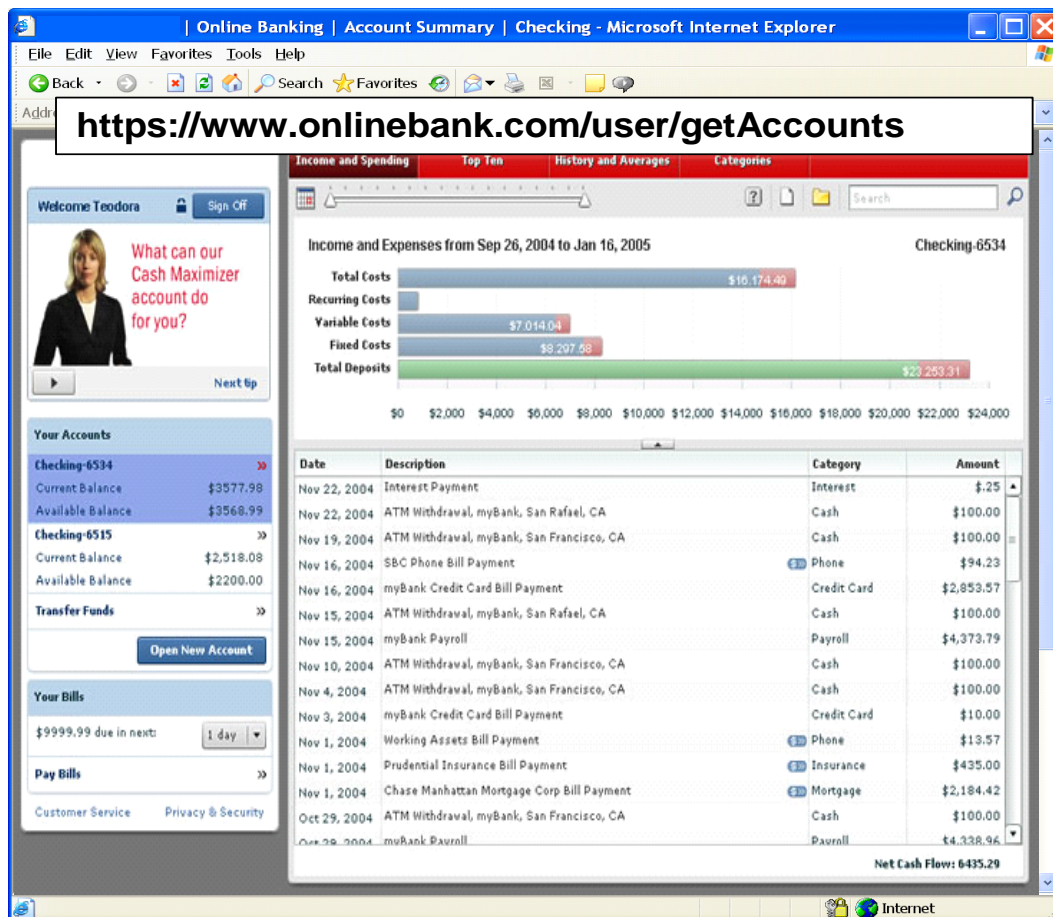 | Online Banking | Account Summary | Checking - Microsoft Internet Explorer
File Edit View Favorites Tools Help
Back Search Favorites
Addre
https://www.onlinebank.com/user/getAccounts
Income and Spending Top Ten History and Averages Categories
Welcome Teodora Sign Off
? Search
What can our
Cash Maximizer
account do
for you?
Next tip
Income and Expenses from Sep 26, 2004 to Jan 16, 2005 Checking-6534
Total Costs $16,174.49
Recurring Costs
Variable Costs $7,014.04
Fixed Costs $8,297.58
Total Deposits $23,253.31
$0 $2,000 $4,000 $6,000 $8,000 $10,000 $12,000 $14,000 $16,000 $18,000 $20,000 $22,000 $24,000
Your Accounts
Checking-6534 »
Current Balance $3577.98
Available Balance $3568.99
Checking-6515 »
Current Balance $2,518.08
Available Balance $2200.00
Transfer Funds »
Open New Account
Your Bills
$9999.99 due in next: 1 day
Pay Bills »
Customer Service Privacy & Security
Date Description Category Amount
Nov 22, 2004 Interest Payment Interest $.25
Nov 22, 2004 ATM Withdrawal, myBank, San Rafael, CA Cash $100.00
Nov 19, 2004 ATM Withdrawal, myBank, San Francisco, CA Cash $100.00
Nov 16, 2004 SBC Phone Bill Payment Phone $94.23
Nov 16, 2004 myBank Credit Card Bill Payment Credit Card $2,853.57
Nov 15, 2004 ATM Withdrawal, myBank, San Rafael, CA Cash $100.00
Nov 15, 2004 myBank Payroll Payroll $4,373.79
Nov 10, 2004 ATM Withdrawal, myBank, San Francisco, CA Cash $100.00
Nov 4, 2004 ATM Withdrawal, myBank, San Francisco, CA Cash $100.00
Nov 3, 2004 myBank Credit Card Bill Payment Credit Card $10.00
Nov 1, 2004 Working Assets Bill Payment Phone $13.57
Nov 1, 2004 Prudential Insurance Bill Payment Insurance $435.00
Nov 1, 2004 Chase Manhattan Mortgage Corp Bill Payment Mortgage $2,184.42
Oct 29, 2004 ATM Withdrawal, myBank, San Francisco, CA Cash $100.00
Oct 29, 2004 myBank Payroll Payroll $4,338.96
Net Cash Flow: 6435.29
Internet